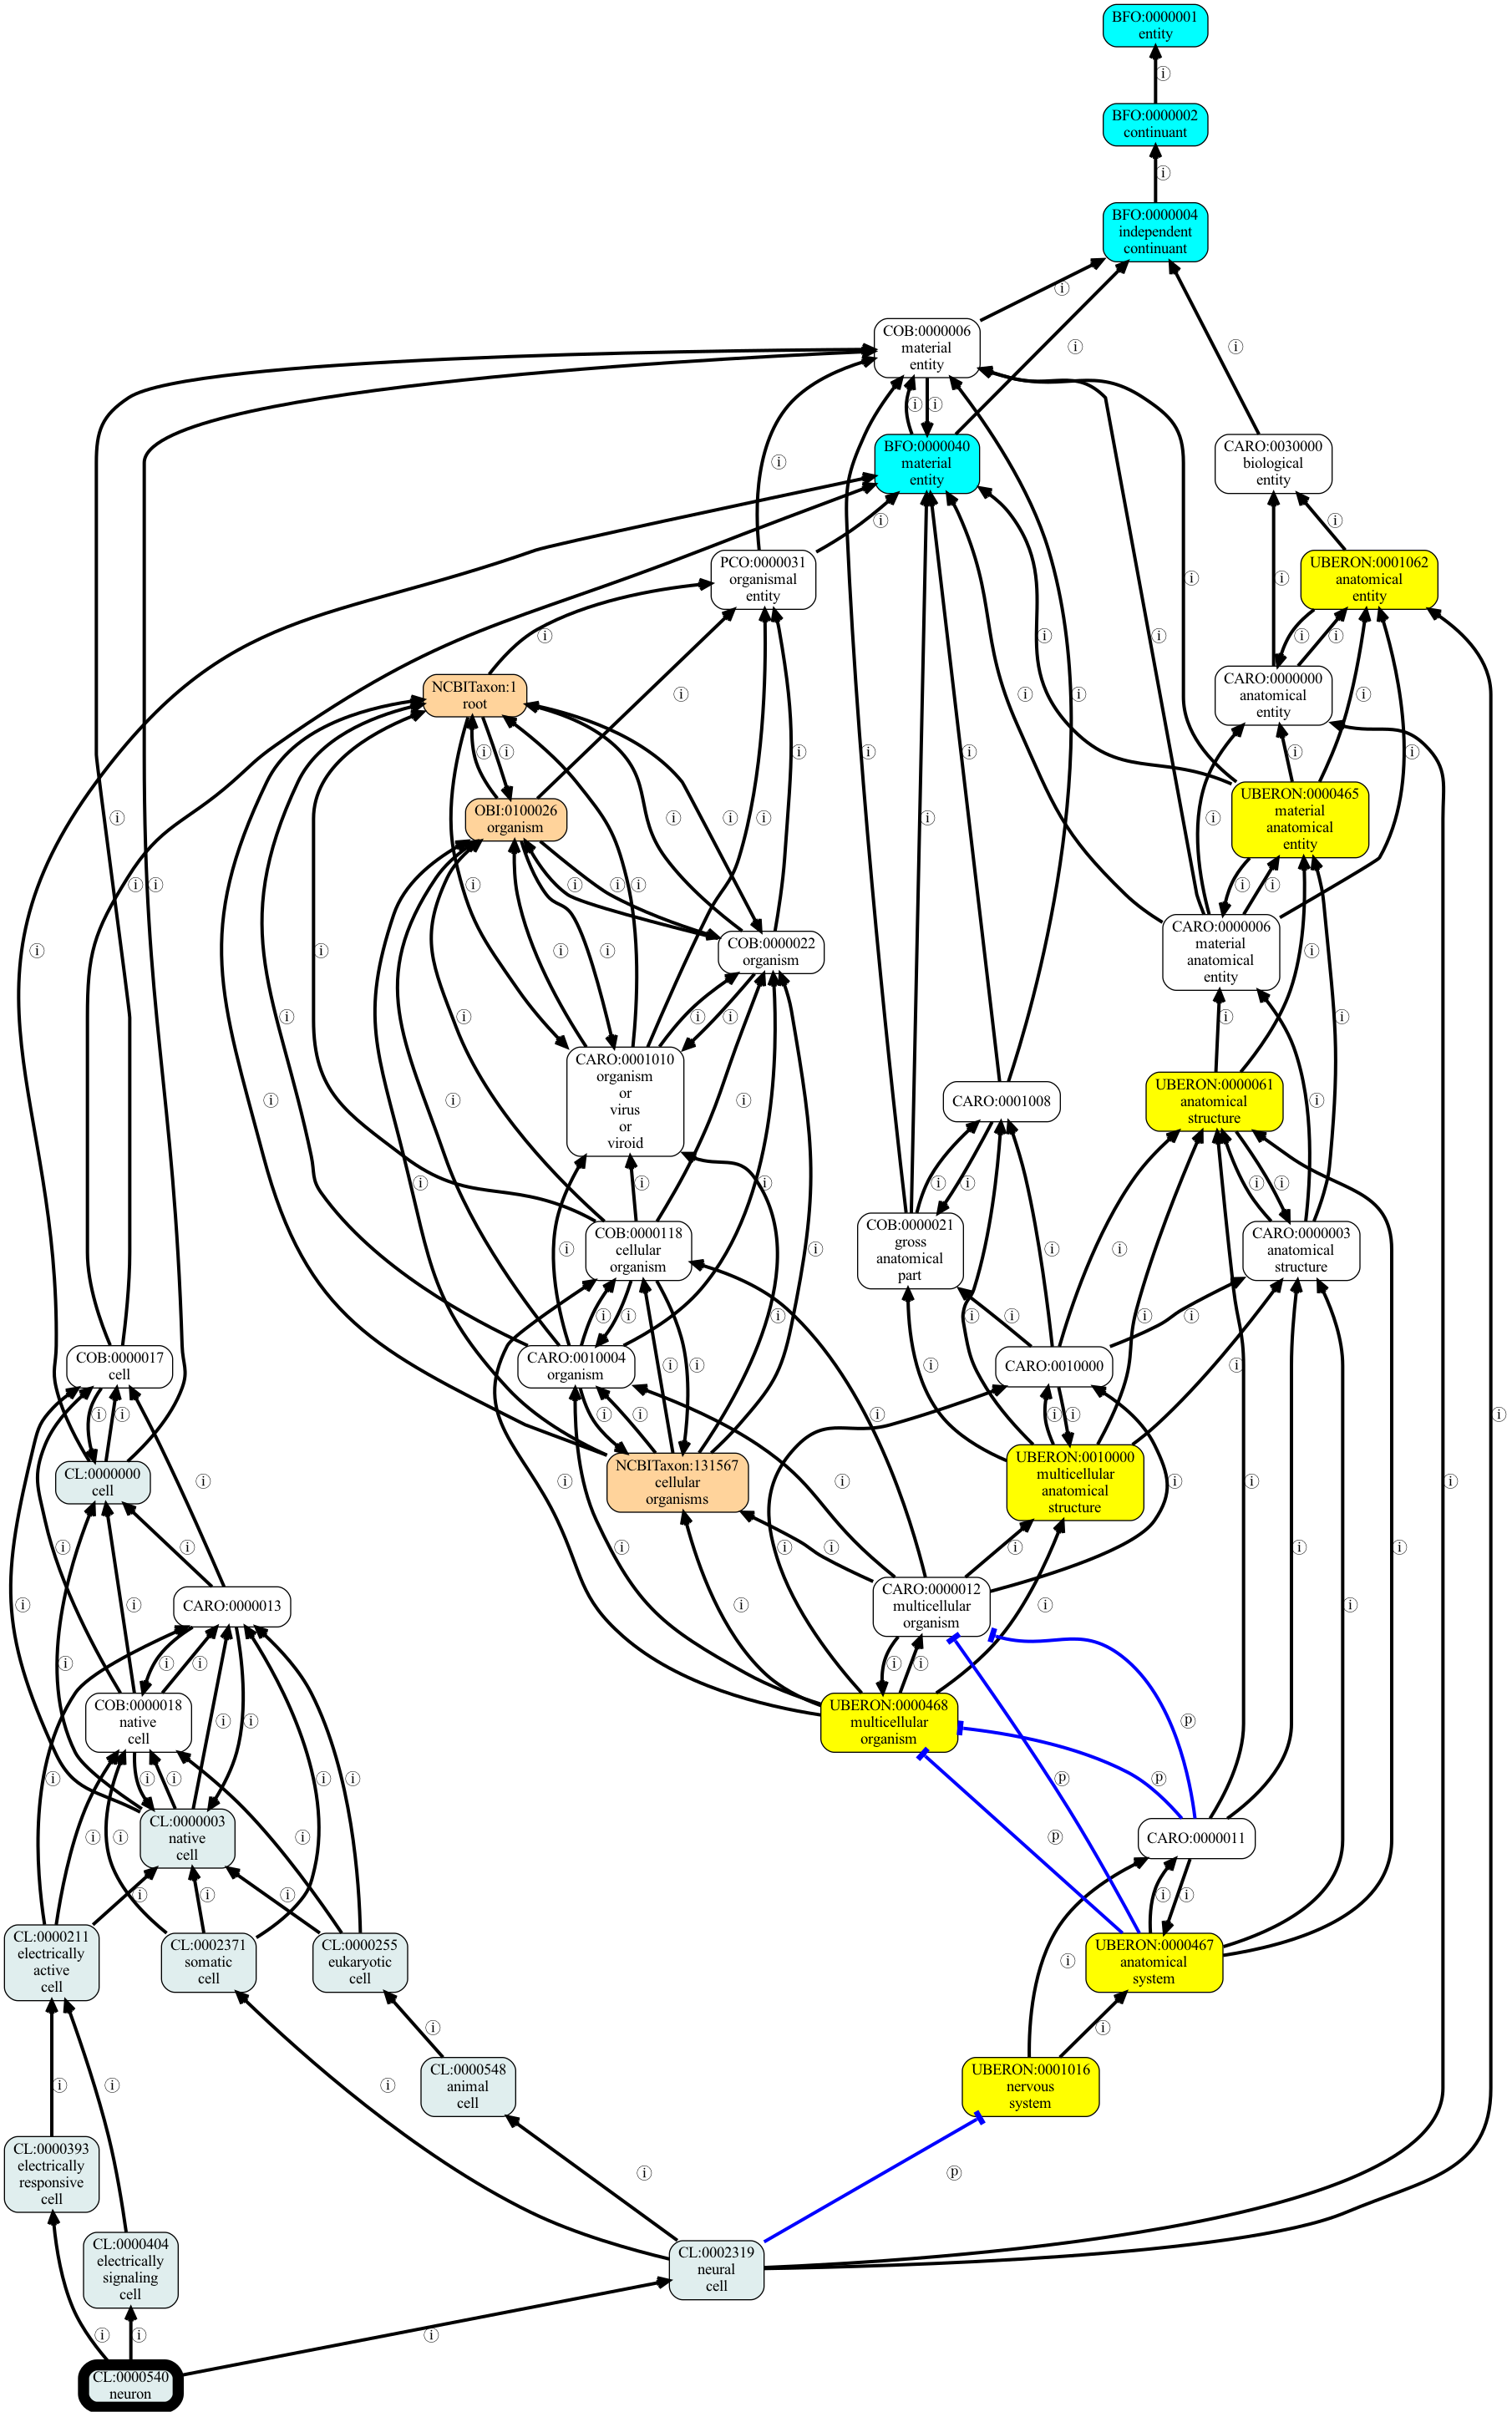 BFO:0000001
entity
ⓘ
BFO:0000002
continuant
ⓘ
BFO:0000004
independent
continuant
ⓘ
COB:0000006
material
entity
ⓘ
ⓘ
ⓘ
ⓘ
BFO:0000040
material
entity
CARO:0030000
biological
entity
ⓘ
ⓘ
ⓘ
PCO:0000031
organismal
entity
ⓘ
ⓘ
UBERON:0001062
anatomical
entity
ⓘ
ⓘ
ⓘ
ⓘ
ⓘ
NCBITaxon:1
root
ⓘ
ⓘ
ⓘ
CARO:0000000
anatomical
entity
ⓘ
ⓘ
ⓘ
ⓘ
ⓘ
ⓘ
ⓘ
ⓘ
OBI:0100026
organism
ⓘ
ⓘ
ⓘ
ⓘ
UBERON:0000465
material
anatomical
entity
ⓘ
ⓘ
ⓘ
ⓘ
ⓘ
ⓘ
ⓘ
ⓘ
ⓘ
COB:0000022
organism
CARO:0000006
material
anatomical
entity
ⓘ
ⓘ
ⓘ
ⓘ
ⓘ
ⓘ
ⓘ
ⓘ
ⓘ
ⓘ
ⓘ
CARO:0001010
organism
or
virus
or
viroid
CARO:0001008
UBERON:0000061
anatomical
structure
ⓘ
ⓘ
ⓘ
ⓘ
ⓘ
ⓘ
ⓘ
ⓘ
ⓘ
ⓘ
ⓘ
COB:0000118
cellular
organism
COB:0000021
gross
anatomical
part
CARO:0000003
anatomical
structure
ⓘ
ⓘ
ⓘ
ⓘ
ⓘ
ⓘ
ⓘ
ⓘ
COB:0000017
cell
CARO:0010004
organism
CARO:0010000
ⓘ
ⓘ
ⓘ
ⓘ
ⓘ
ⓘ
ⓘ
ⓘ
ⓘ
CL:0000000
cell
NCBITaxon:131567
cellular
organisms
UBERON:0010000
multicellular
anatomical
structure
ⓘ
ⓘ
ⓘ
ⓘ
ⓘ
ⓘ
ⓘ
ⓘ
CARO:0000013
CARO:0000012
multicellular
organism
ⓘ
ⓘ
ⓘ
ⓘ
ⓘ
ⓘ
ⓘ
COB:0000018
native
cell
UBERON:0000468
multicellular
organism
ⓘ
ⓘ
ⓟ
ⓘ
ⓘ
ⓘ
ⓘ
ⓘ
ⓟ
ⓟ
CL:0000003
native
cell
CARO:0000011
ⓘ
ⓘ
ⓘ
ⓟ
ⓘ
ⓘ
ⓘ
ⓘ
ⓘ
CL:0000211
electrically
active
cell
CL:0002371
somatic
cell
CL:0000255
eukaryotic
cell
UBERON:0000467
anatomical
system
ⓘ
ⓘ
ⓘ
CL:0000548
animal
cell
UBERON:0001016
nervous
system
ⓘ
ⓘ
ⓘ
CL:0000393
electrically
responsive
cell
ⓘ
ⓟ
CL:0000404
electrically
signaling
cell
CL:0002319
neural
cell
ⓘ
ⓘ
ⓘ
CL:0000540
neuron